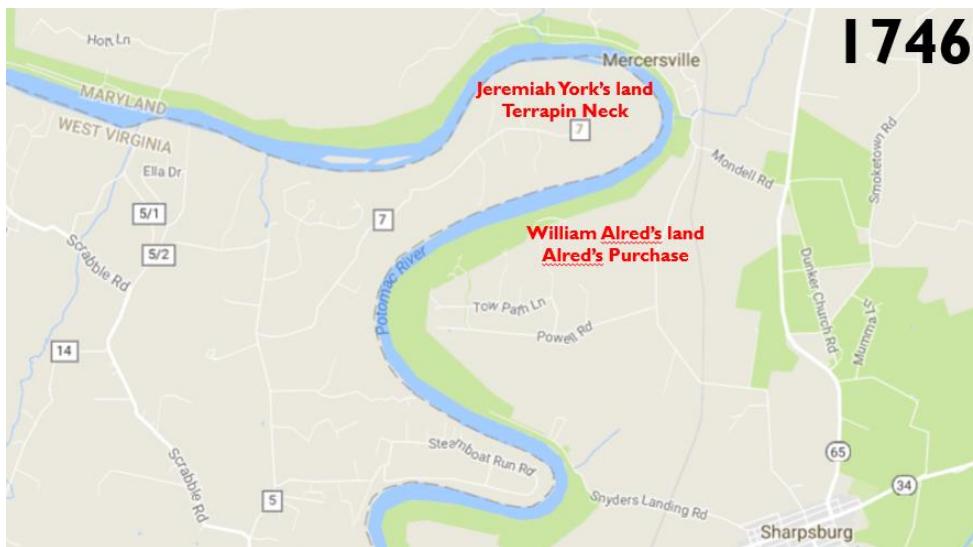 1746
Hon Ln
Mercersville
Jeremiah York's land
Terrapin Neck
MARYLAND
WEST VIRGINIA
7
Smoketown Rd
Mondell Rd
Ella Dr
5/1
7
5/2
William Alred's land
Alred's Purchase
Scrabble Rd
Potomac River
Dunker Church Rd
Tow Path Ln
Powell Rd
Mumma Ln
14
Steamboat Run Rd
65
Scrabble Rd
5
34
Snyders Landing Rd
Sharpsburg